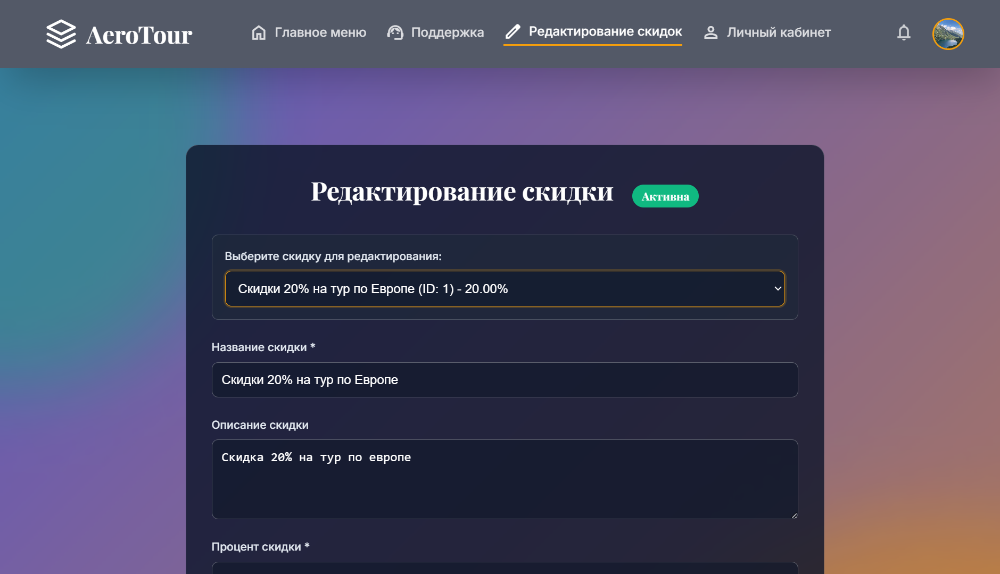 AeroTour
Главное меню
Поддержка
Редактирование скидок
Личный кабинет
Редактирование скидки
Активна
Выберите скидку для редактирования:
Скидки 20% на тур по Европе (ID: 1) - 20.00%
Название скидки *
Скидки 20% на тур по Европе
Описание скидки
Скидка 20% на тур по европе
Процент скидки *